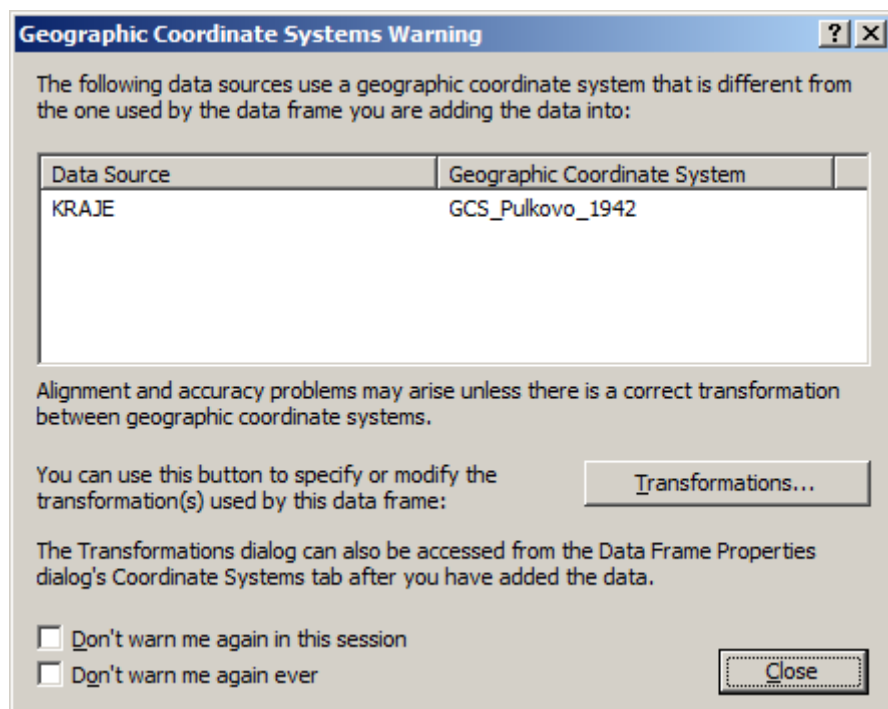 Geographic Coordinate Systems Warning
The following data sources use a geographic coordinate system that is different from
the one used by the data frame you are adding the data into:
Data Source Geographic Coordinate System
KRAJE GCS_Pulkovo_1942
Alignment and accuracy problems may arise unless there is a correct transformation
between geographic coordinate systems.
You can use this button to specify or modify the
transformation(s) used by this data frame:
Transformations...
The Transformations dialog can also be accessed from the Data Frame Properties
dialog's Coordinate Systems tab after you have added the data.
Don't warn me again in this session
Don't warn me again ever
Close